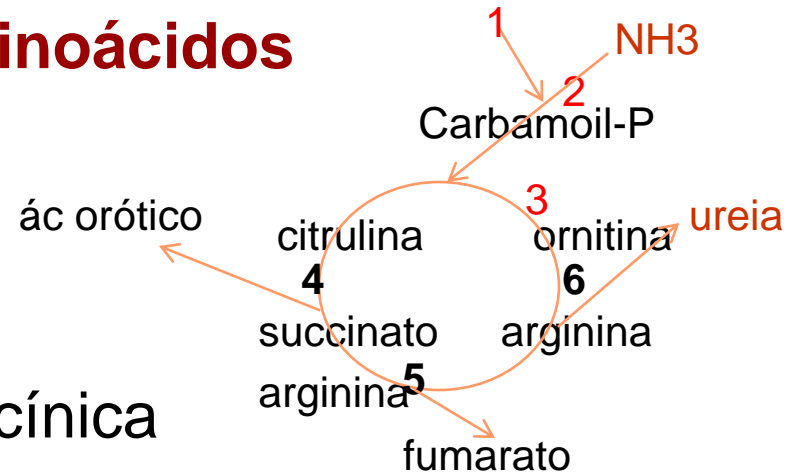 inoácidos
1
NH3
2
Carbamoil-P
3
ác orótico
citrulina
ornitina
ureia
4
6
succinato
arginina
arginina
5
cínica
fumarato